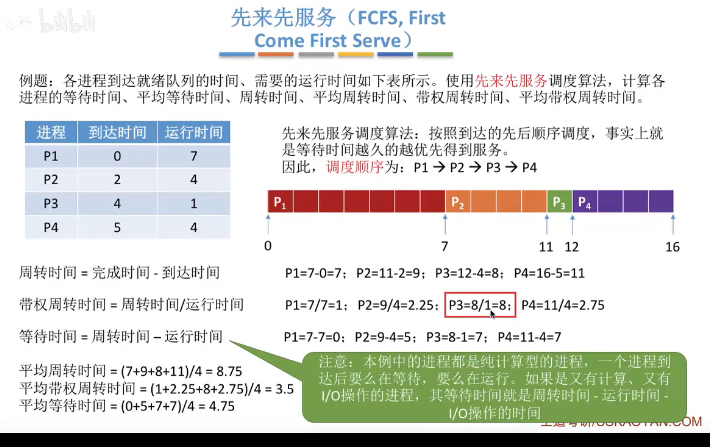 先来先服务（FCFS, First
Come First Serve）
例题：各进程到达就绪队列的时间、需要的运行时间如下表所示。使用先来先服务调度算法，计算各
进程的等待时间、平均等待时间、周转时间、平均周转时间、带权周转时间、平均带权周转时间。
进程 到达时间 运行时间
P1 0 7
P2 2 4
P3 4 1
P4 5 4
先来先服务调度算法：按照到达的先后顺序调度，事实上就
是等待时间越久的越优先得到服务。
因此，调度顺序为：P1 → P2 → P3 → P4
P1 P2 P3 P4
0 7 11 12 16
周转时间 = 完成时间 - 到达时间
P1=7-0=7；P2=11-2=9；P3=12-4=8；P4=16-5=11
带权周转时间 = 周转时间/运行时间
P1=7/7=1；P2=9/4=2.25；P3=8/1=8；P4=11/4=2.75
等待时间 = 周转时间 – 运行时间
P1=7-7=0；P2=9-4=5；P3=8-1=7；P4=11-4=7
平均周转时间 = (7+9+8+11)/4 = 8.75
平均带权周转时间 = (1+2.25+8+2.75)/4 = 3.5
平均等待时间 = (0+5+7+7)/4 = 4.75
注意：本例中的进程都是纯计算型的进程，一个进程到
达后要么在等待，要么在运行。如果是又有计算、又有
I/O操作的进程，其等待时间就是周转时间 - 运行时间 -
I/O操作的时间